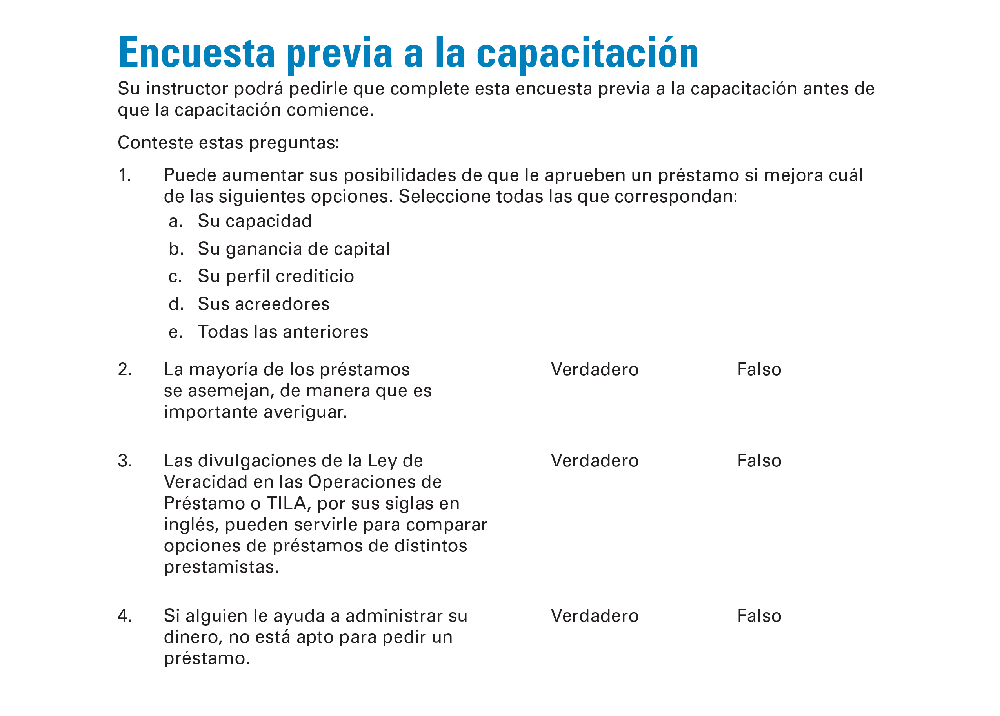 Encuesta previa a la capacitación
Su instructor podrá pedirle que complete esta encuesta previa a la capacitación antes de
que la capacitación comience.
Conteste estas preguntas:
1. Puede aumentar sus posibilidades de que le aprueben un préstamo si mejora cuál
de las siguientes opciones. Seleccione todas las que correspondan:
a. Su capacidad
b. Su ganancia de capital
c. Su perfil crediticio
d. Sus acreedores
e. Todas las anteriores
2. La mayoría de los préstamos Verdadero Falso
se asemejan, de manera que es
importante averiguar.
3. Las divulgaciones de la Ley de Verdadero Falso
Veracidad en las Operaciones de
Préstamo o TILA, por sus siglas en
inglés, pueden servirle para comparar
opciones de préstamos de distintos
prestamistas.
4. Si alguien le ayuda a administrar su Verdadero Falso
dinero, no está apto para pedir un
préstamo.